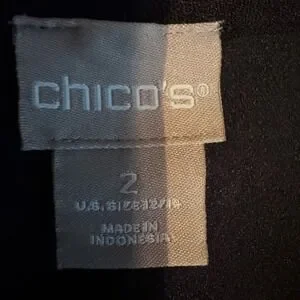 chico's®
2
U.S. SIZE 12/14
MADE IN
INDONESIA